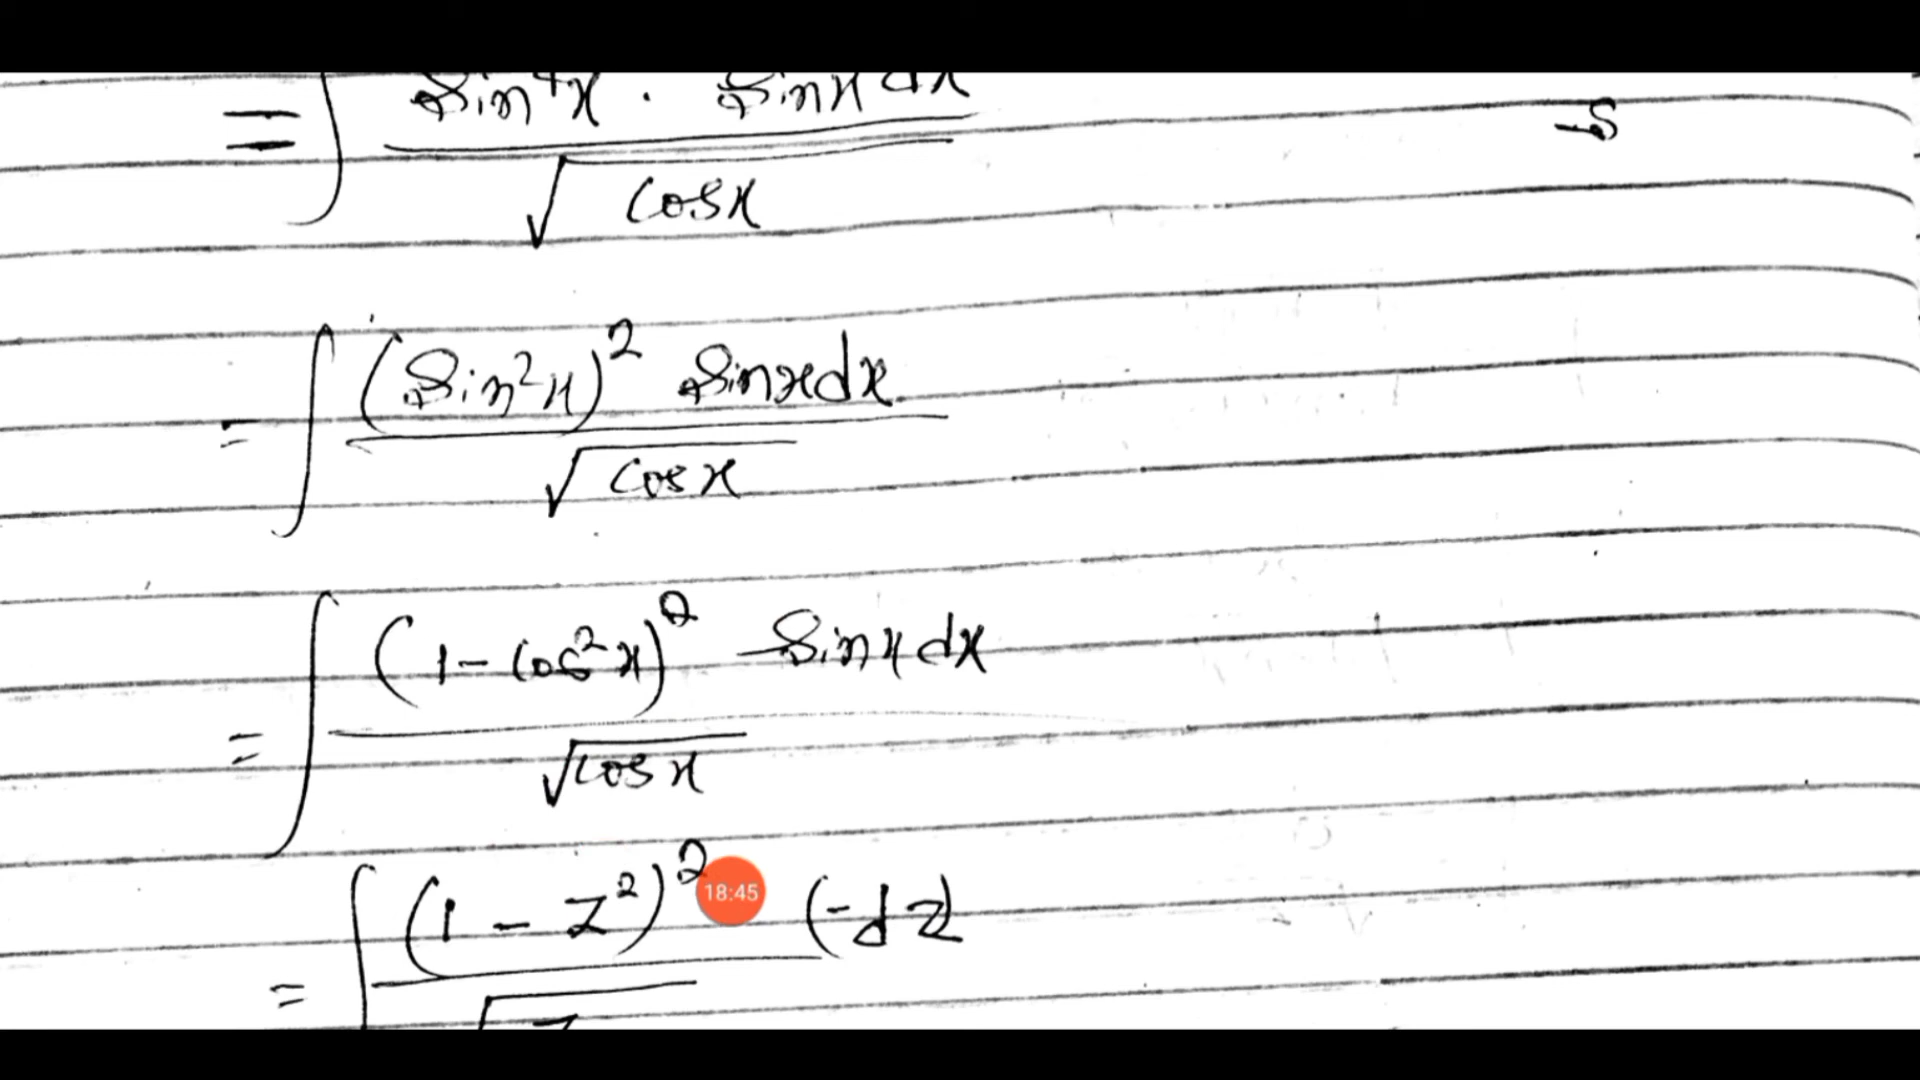 = ∫ sin⁴x · sinx dx
√cosx
-S
= ∫ (sin²x)² sinx dx
√cosx
= ∫ (1 - cos²x)² sinx dx
√cosx
= ∫ (1 - z²)² (-dz)
√z
18:45